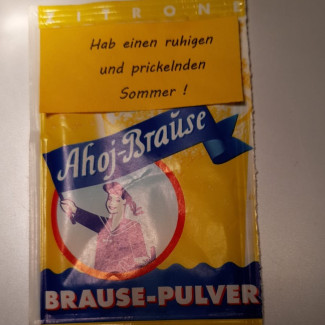 ZITRONE
Hab einen ruhigen
und prickelnden
Sommer !
Ahoj-Brause
BRAUSE-PULVER